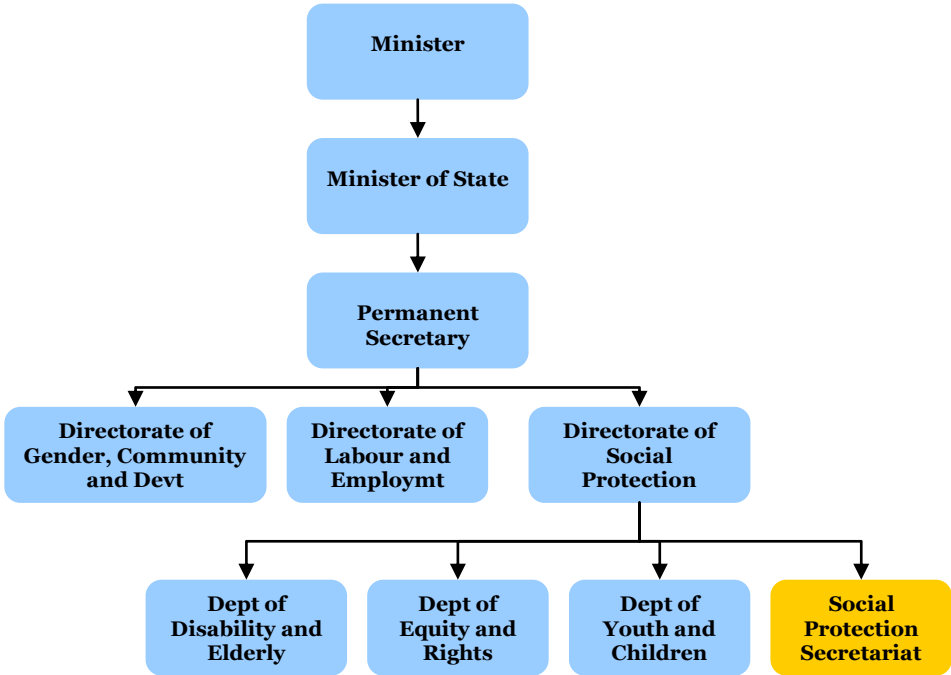 Minister
Minister of State
Permanent
Secretary
Directorate of
Gender, Community
and Devt
Directorate of
Labour and
Employmt
Directorate of
Social
Protection
Dept of
Disability and
Elderly
Dept of
Equity and
Rights
Dept of
Youth and
Children
Social
Protection
Secretariat